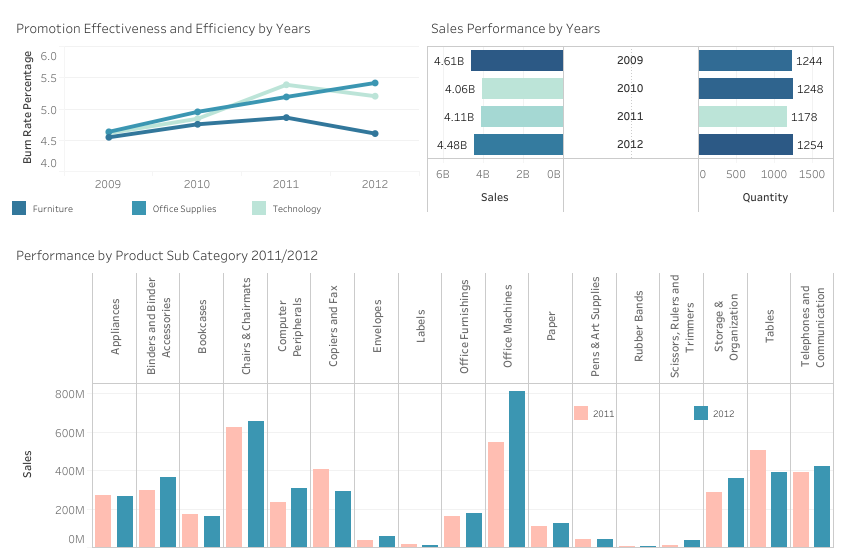 Promotion Effectiveness and Efficiency by Years
Burn Rate Percentage
6.0
5.5
5.0
4.5
4.0
2009 2010 2011 2012
Furniture Office Supplies Technology
Sales Performance by Years
4.61B 2009 1244
4.06B 2010 1248
4.11B 2011 1178
4.48B 2012 1254
6B 4B 2B 0B 0 500 1000 1500
Sales Quantity
Performance by Product Sub Category 2011/2012
Appliances
Binders and Binder
Accessories
Bookcases
Chairs & Chairmats
Computer
Peripherals
Copiers and Fax
Envelopes
Labels
Office Furnishings
Office Machines
Paper
Pens & Art Supplies
Rubber Bands
Scissors, Rulers and
Trimmers
Storage &
Organization
Tables
Telephones and
Communication
Sales
800M
600M
400M
200M
0M
2011 2012